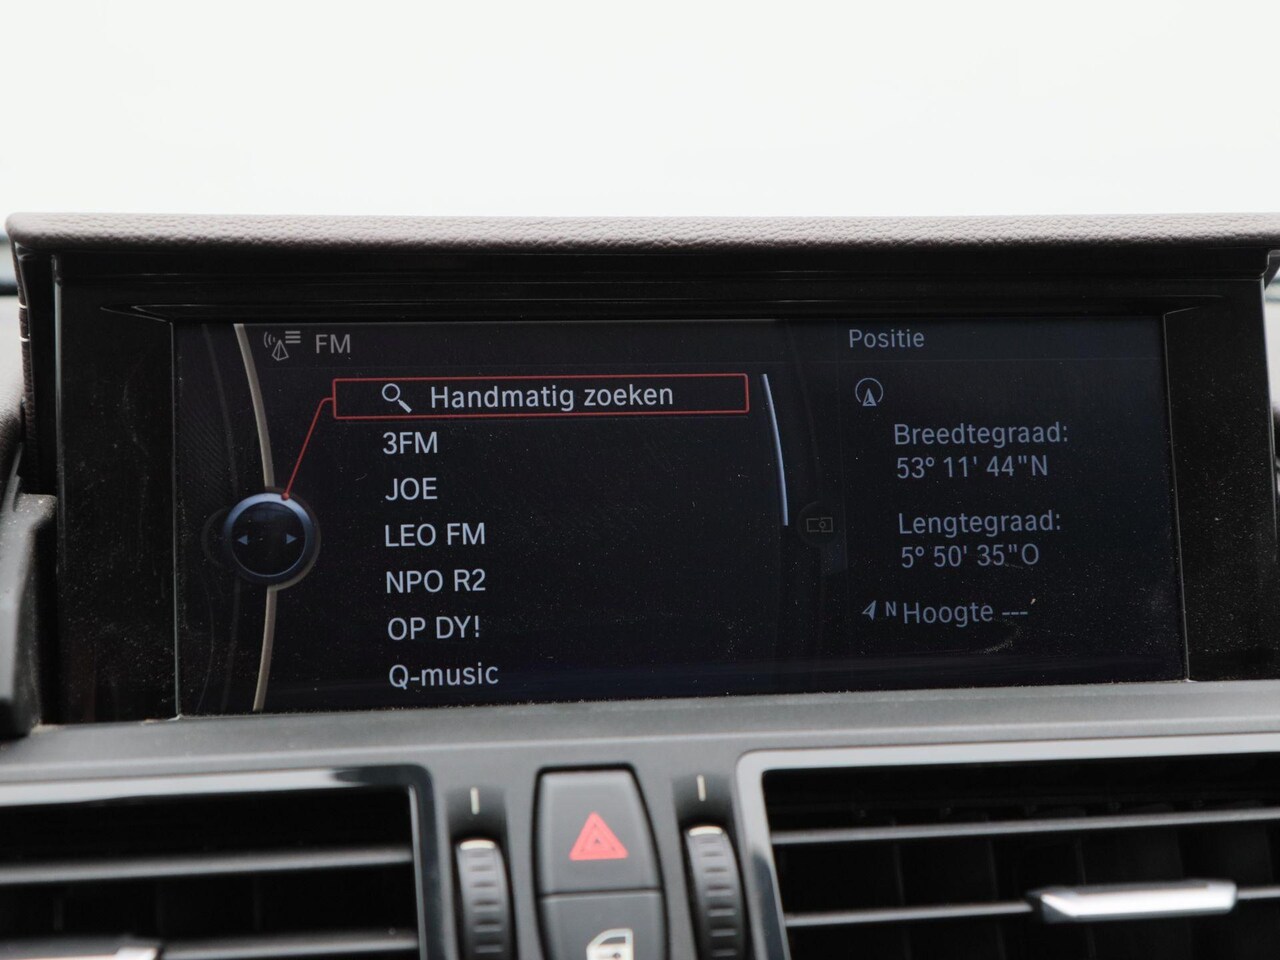 FM
Handmatig zoeken
3FM
JOE
LEO FM
NPO R2
OP DY!
Q-music
Positie
Breedtegraad:
53° 11' 44"N
Lengtegraad:
5° 50' 35"O
N Hoogte ---